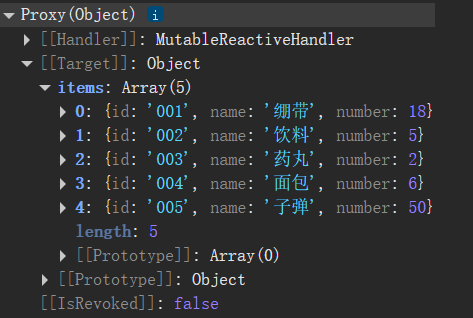 Proxy(Object) i
[[Handler]]: MutableReactiveHandler
[[Target]]: Object
items: Array(5)
0: {id: '001', name: '绷带', number: 18}
1: {id: '002', name: '饮料', number: 5}
2: {id: '003', name: '药丸', number: 2}
3: {id: '004', name: '面包', number: 6}
4: {id: '005', name: '子弹', number: 50}
length: 5
[[Prototype]]: Array(0)
[[Prototype]]: Object
[[IsRevoked]]: false